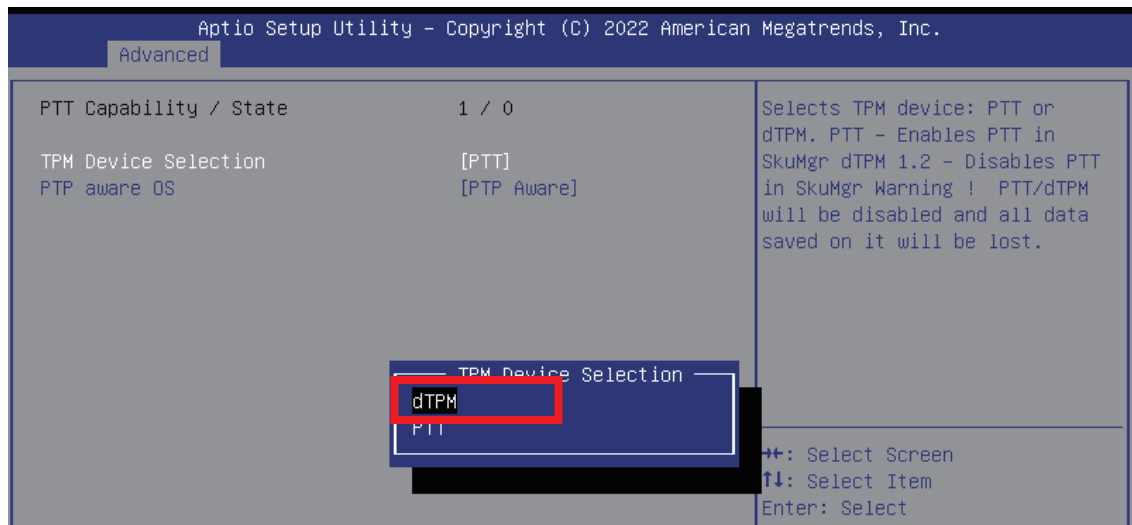 Aptio Setup Utility – Copyright (C) 2022 American Megatrends, Inc.
Advanced
PTT Capability / State 1 / 0
TPM Device Selection [PTT]
PTP aware OS [PTP Aware]
Selects TPM device: PTT or
dTPM. PTT – Enables PTT in
SkuMgr dTPM 1.2 – Disables PTT
in SkuMgr Warning ! PTT/dTPM
will be disabled and all data
saved on it will be lost.
TPM Device Selection
dTPM
PTT
→←: Select Screen
↑↓: Select Item
Enter: Select